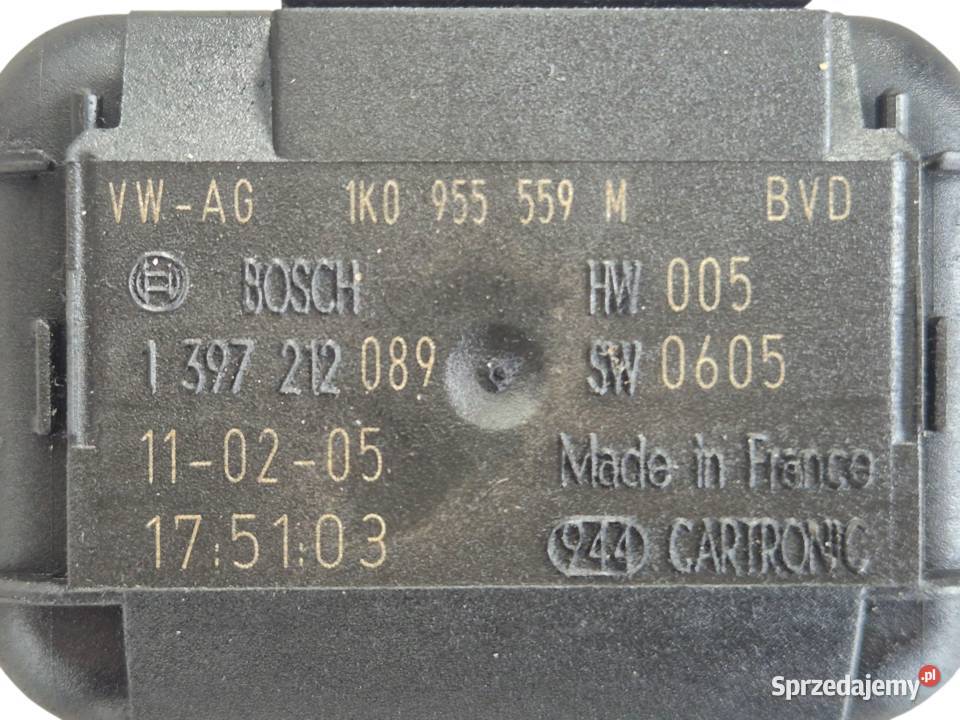 VW-AG 1K0 955 559 M BVD
BOSCH HW 005
1 397 212 089 SW 0605
11-02-05 Made in France
17:51:03 944 CARTRONIC
Sprzedajemy.pl